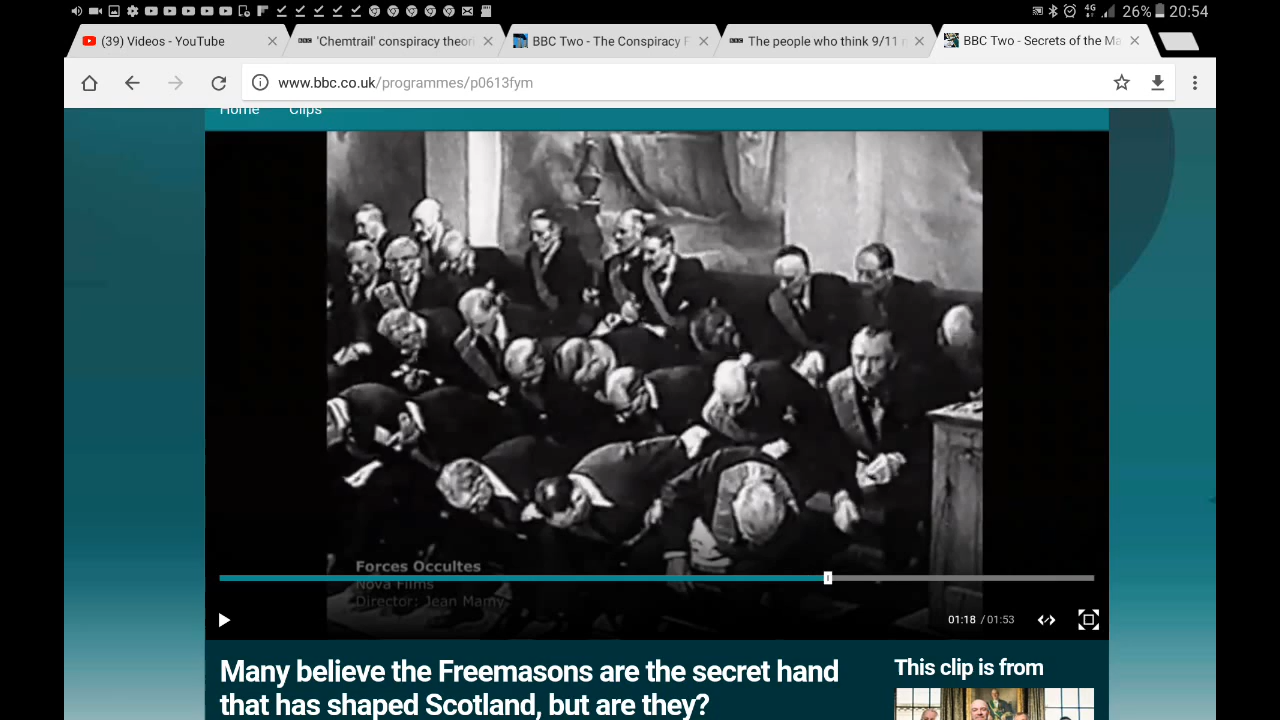 4G 26% 20:54
(39) Videos - YouTube
'Chemtrail' conspiracy theori
BBC Two - The Conspiracy F
The people who think 9/11 m
BBC Two - Secrets of the Ma
www.bbc.co.uk/programmes/p0613fym
Home Clips
Forces Occultes
Nova Films
Director: Jean Mamy
01:18 / 01:53
Many believe the Freemasons are the secret hand
that has shaped Scotland, but are they?
This clip is from